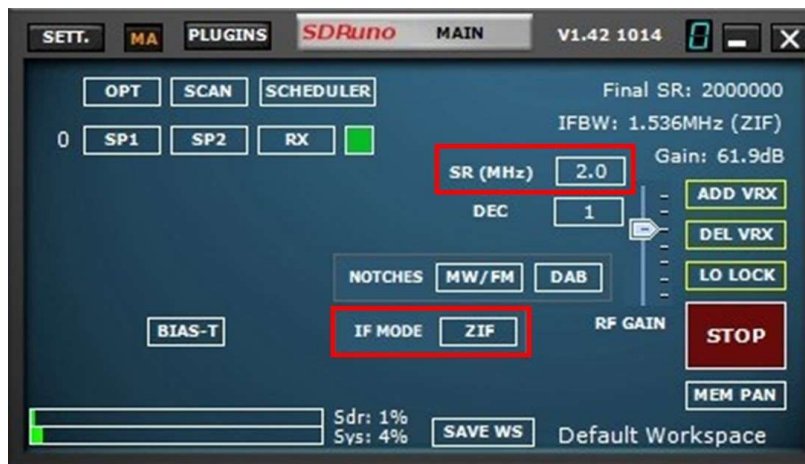 SETT. MA PLUGINS SDRuno MAIN V1.42 1014
OPT SCAN SCHEDULER Final SR: 2000000
IFBW: 1.536MHz (ZIF)
0 SP1 SP2 RX
Gain: 61.9dB
SR (MHz) 2.0
ADD VRX
DEC 1
DEL VRX
NOTCHES MW/FM DAB LO LOCK
BIAS-T IF MODE ZIF RF GAIN STOP
MEM PAN
Sdr: 1%
Sys: 4% SAVE WS Default Workspace